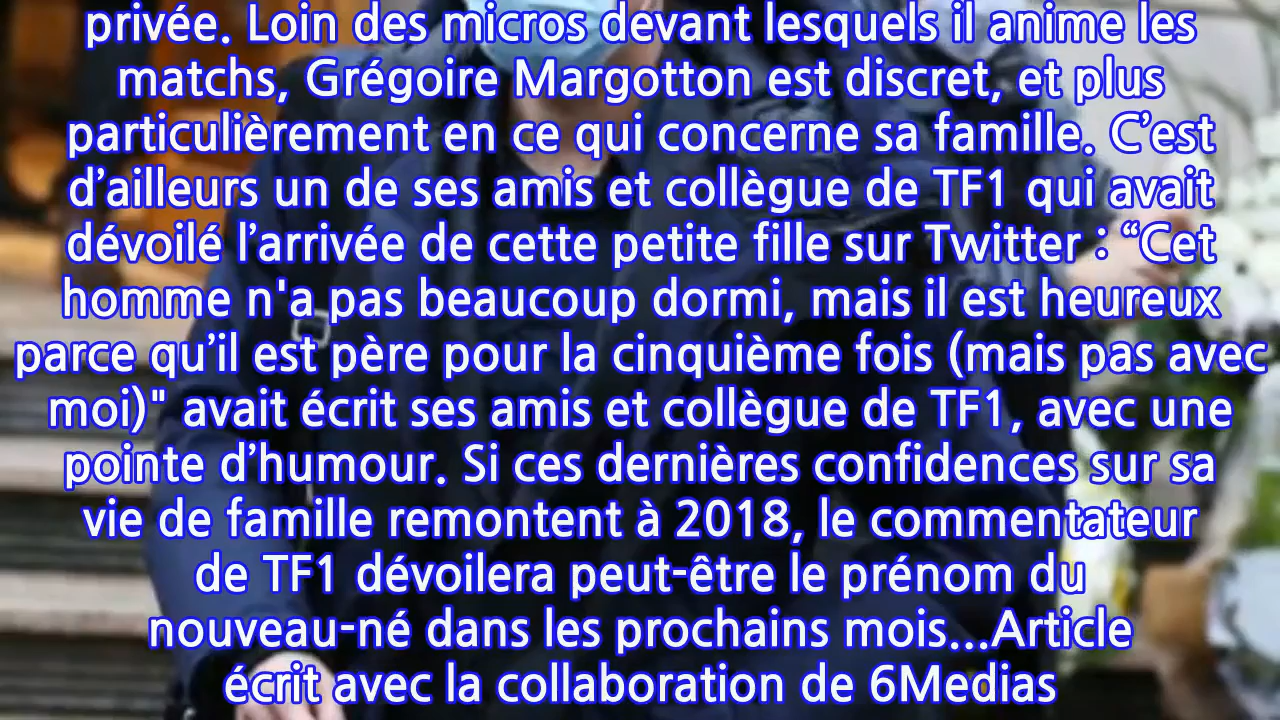 privée. Loin des micros devant lesquels il anime les
matchs, Grégoire Margotton est discret, et plus
particulièrement en ce qui concerne sa famille. C’est
d’ailleurs un de ses amis et collègue de TF1 qui avait
dévoilé l’arrivée de cette petite fille sur Twitter : “Cet
homme n'a pas beaucoup dormi, mais il est heureux
parce qu’il est père pour la cinquième fois (mais pas avec
moi)" avait écrit ses amis et collègue de TF1, avec une
pointe d’humour. Si ces dernières confidences sur sa
vie de famille remontent à 2018, le commentateur
de TF1 dévoilera peut-être le prénom du
nouveau-né dans les prochains mois...Article
écrit avec la collaboration de 6Medias